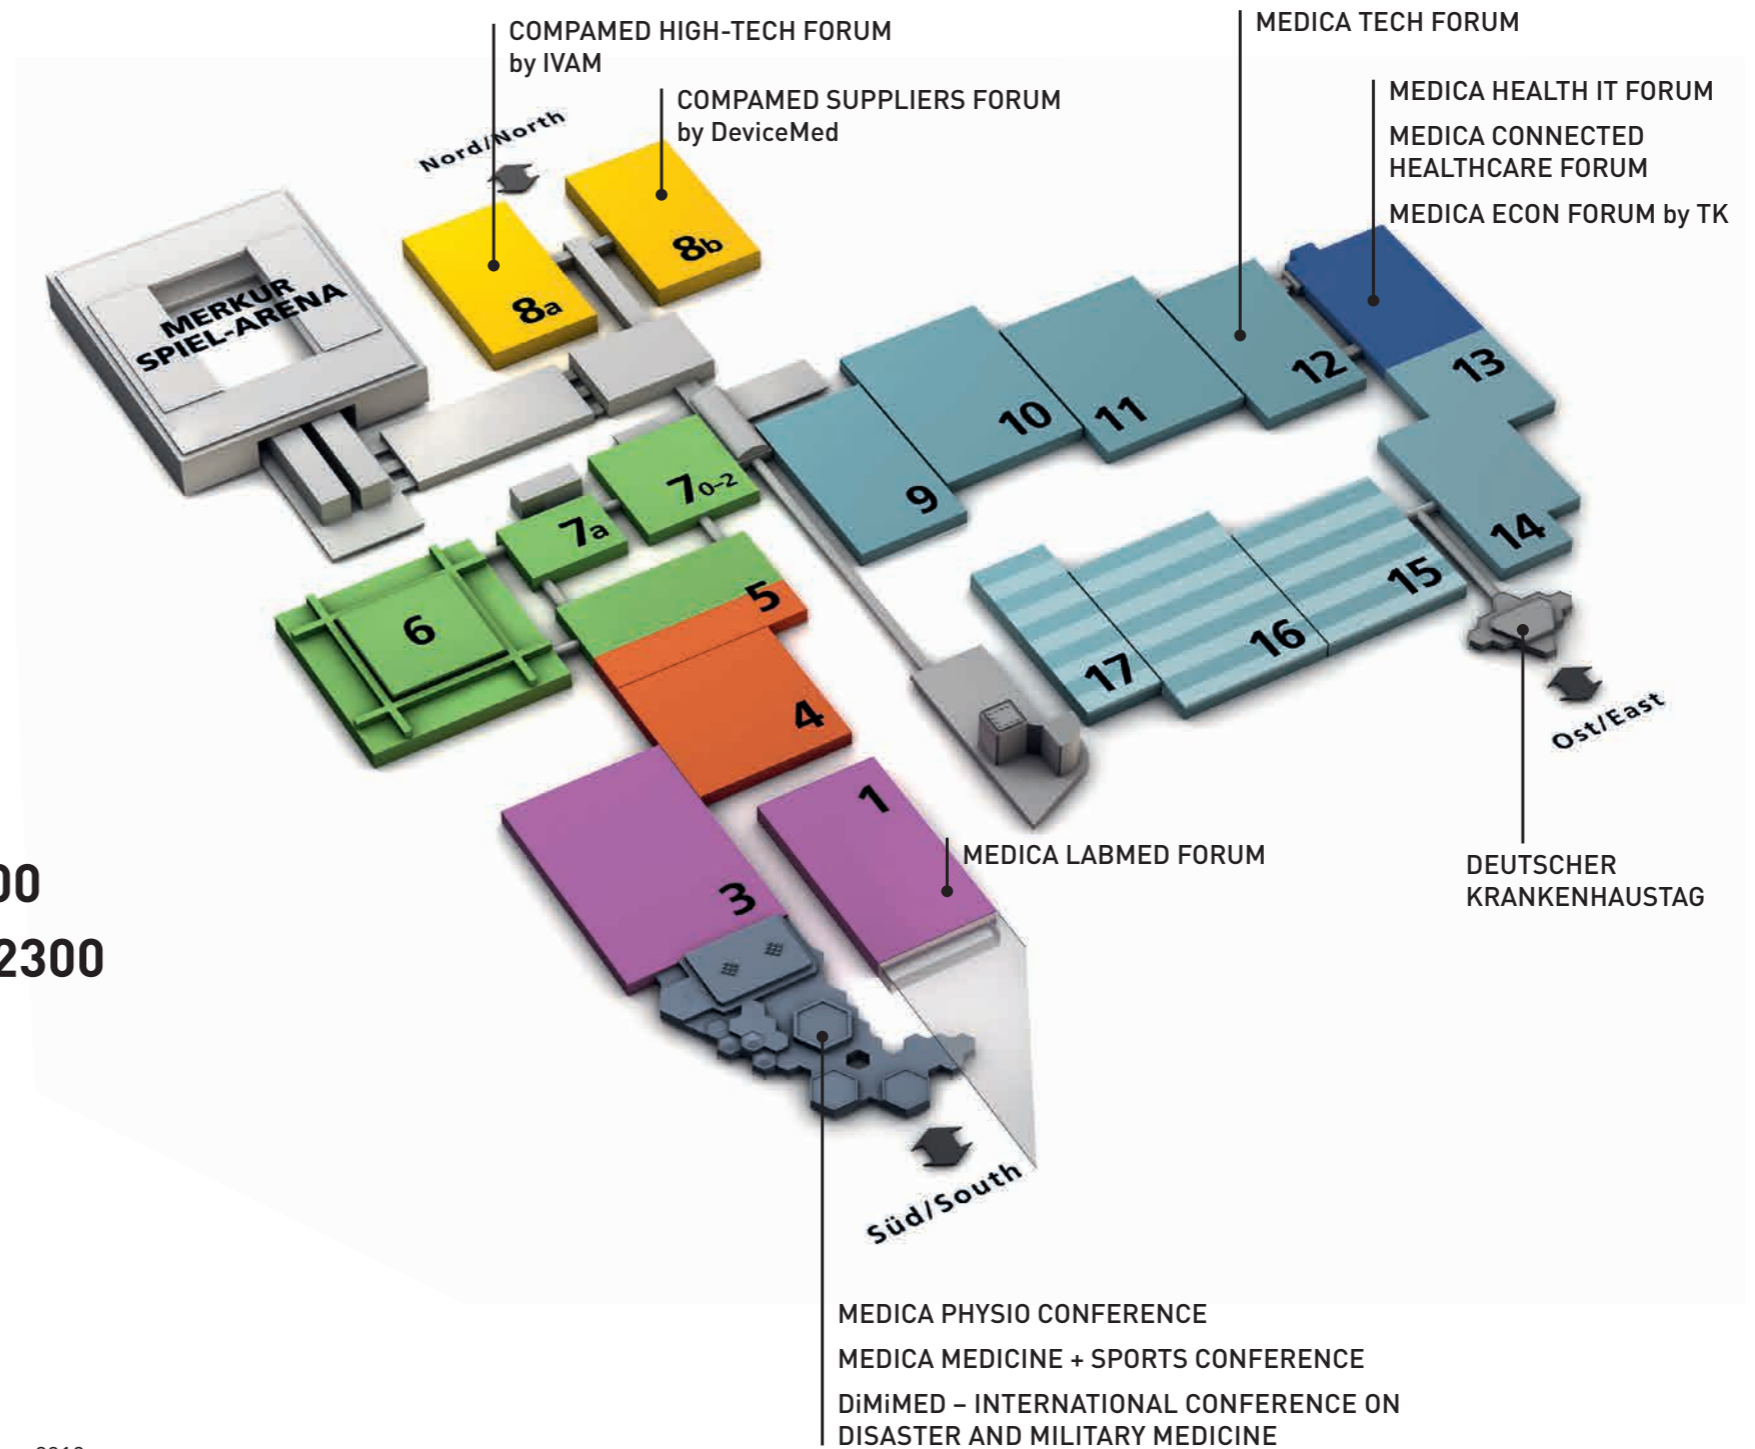 COMPAMED HIGH-TECH FORUM
by IVAM
COMPAMED SUPPLIERS FORUM
by DeviceMed
MEDICA TECH FORUM
MEDICA HEALTH IT FORUM
MEDICA CONNECTED
HEALTHCARE FORUM
MEDICA ECON FORUM by TK
Nord/North
MERKUR
SPIEL-ARENA
8a
8b
9
10
11
12
13
14
15
16
17
7a
70-2
6
5
4
3
1
Ost/East
MEDICA LABMED FORUM
DEUTSCHER
KRANKENHAUSTAG
00
2300
Süd/South
MEDICA PHYSIO CONFERENCE
MEDICA MEDICINE + SPORTS CONFERENCE
DiMiMED – INTERNATIONAL CONFERENCE ON
DISASTER AND MILITARY MEDICINE